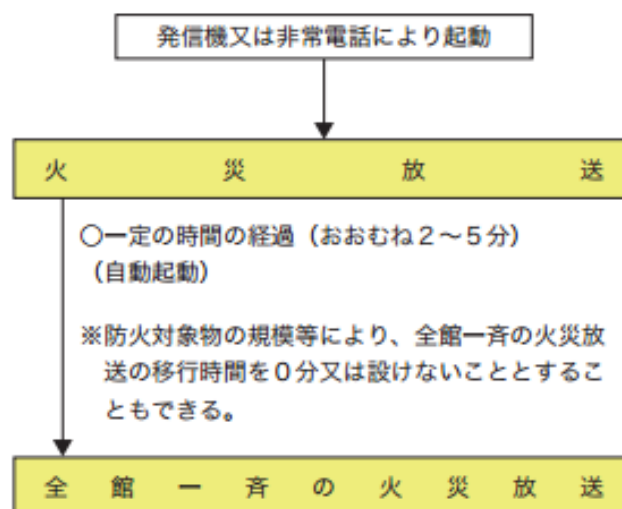 発信機又は非常電話により起動
火災放送
○一定の時間の経過（おおむね２～５分）
（自動起動）
※防火対象物の規模等により、全館一斉の火災放
送の移行時間を０分又は設けないこととするこ
ともできる。
全館一斉の火災放送